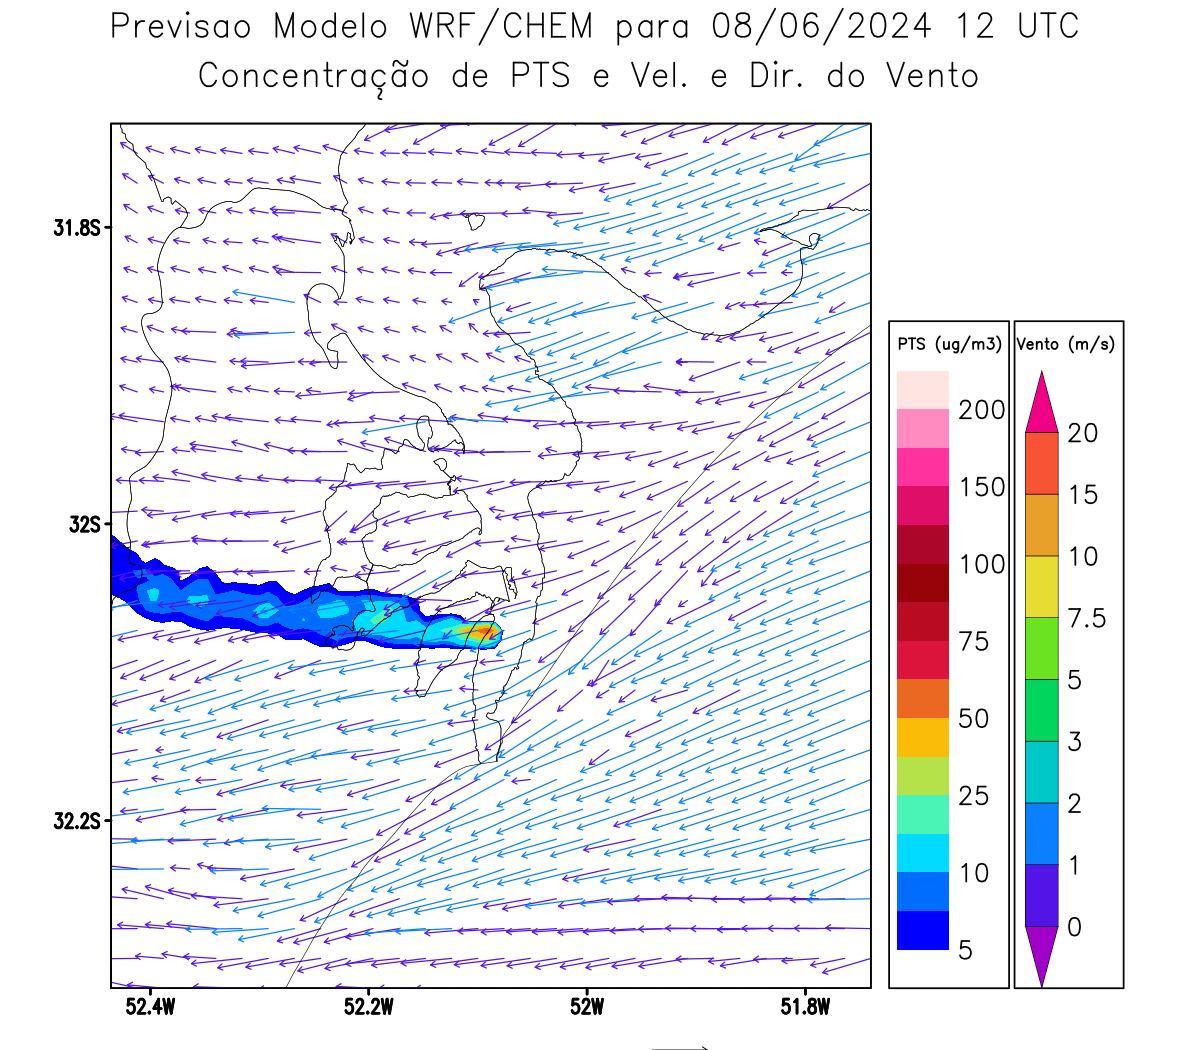 Previsao Modelo WRF/CHEM para 08/06/2024 12 UTC
Concentração de PTS e Vel. e Dir. do Vento
31.8S
32S
32.2S
52.4W
52.2W
52W
51.8W
PTS (ug/m3)
200
150
100
75
50
25
10
5
Vento (m/s)
20
15
10
7.5
5
3
2
1
0